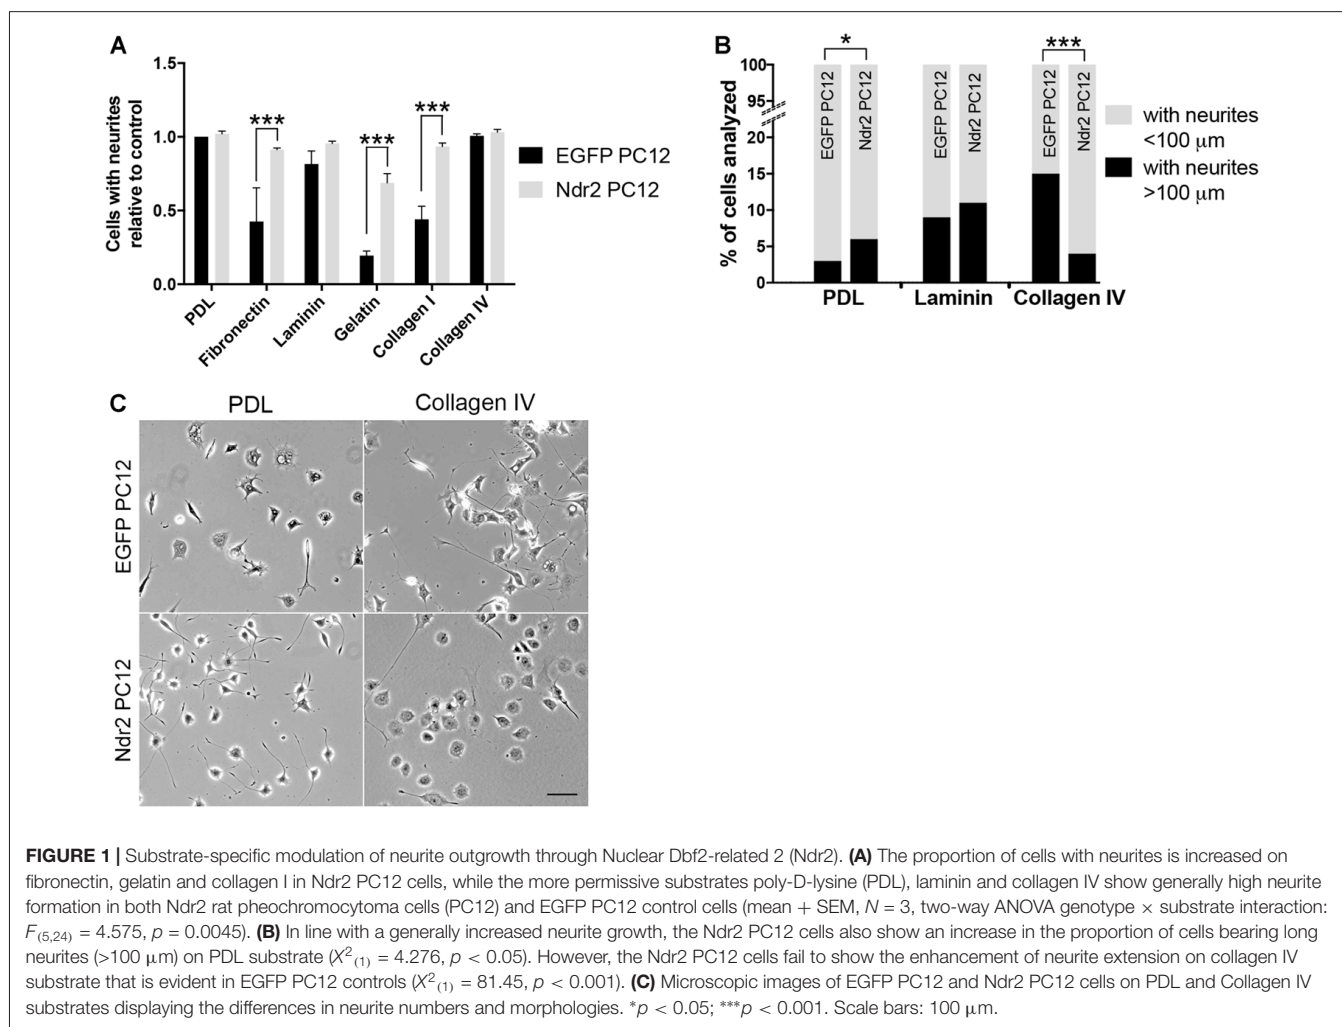 A
Cells with neurites
relative to control
1.5
1.0
0.5
0.0
***
***
***
PDL
Fibronectin
Laminin
Gelatin
Collagen I
Collagen IV
EGFP PC12
Ndr2 PC12
B
% of cells analyzed
100
95
20
15
10
5
0
*
***
EGFP PC12
Ndr2 PC12
EGFP PC12
Ndr2 PC12
EGFP PC12
Ndr2 PC12
PDL
Laminin
Collagen IV
with neurites
<100 μm
with neurites
>100 μm
C
PDL
Collagen IV
EGFP PC12
Ndr2 PC12
FIGURE 1 | Substrate-specific modulation of neurite outgrowth through Nuclear Dbf2-related 2 (Ndr2). (A) The proportion of cells with neurites is increased on
fibronectin, gelatin and collagen I in Ndr2 PC12 cells, while the more permissive substrates poly-D-lysine (PDL), laminin and collagen IV show generally high neurite
formation in both Ndr2 rat pheochromocytoma cells (PC12) and EGFP PC12 control cells (mean + SEM, N = 3, two-way ANOVA genotype × substrate interaction:
F(5,24) = 4.575, p = 0.0045). (B) In line with a generally increased neurite growth, the Ndr2 PC12 cells also show an increase in the proportion of cells bearing long
neurites (>100 μm) on PDL substrate (X²(1) = 4.276, p < 0.05). However, the Ndr2 PC12 cells fail to show the enhancement of neurite extension on collagen IV
substrate that is evident in EGFP PC12 controls (X²(1) = 81.45, p < 0.001). (C) Microscopic images of EGFP PC12 and Ndr2 PC12 cells on PDL and Collagen IV
substrates displaying the differences in neurite numbers and morphologies. *p < 0.05; ***p < 0.001. Scale bars: 100 μm.